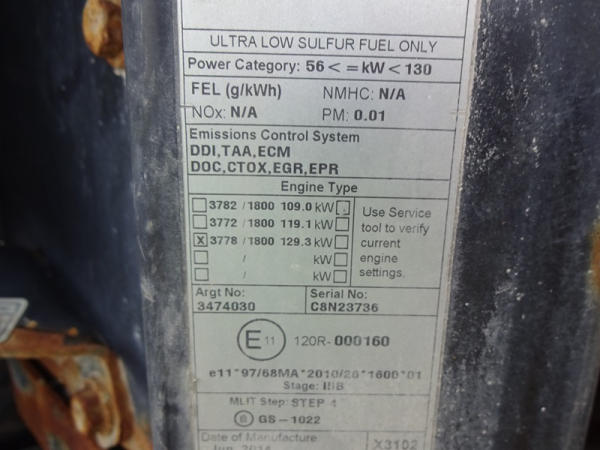 ULTRA LOW SULFUR FUEL ONLY
Power Category: 56 < = kW < 130
FEL (g/kWh) NMHC: N/A
NOx: N/A PM: 0.01
Emissions Control System
DDI,TAA,ECM
DOC,CTOX,EGR,EPR
Engine Type
3782 / 1800 109.0 kW
3772 / 1800 119.1 kW
X 3778 / 1800 129.3 kW
/ kW
/ kW
Use Service
tool to verify
current
engine
settings.
Argt No: Serial No:
3474030 C8N23736
E 11 120R-000160
e11*97/68MA*2010/26*1600*01
Stage: IIIB
MLIT Step: STEP 4
GS-1022
Date of Manufacture X3102
Jun 2014